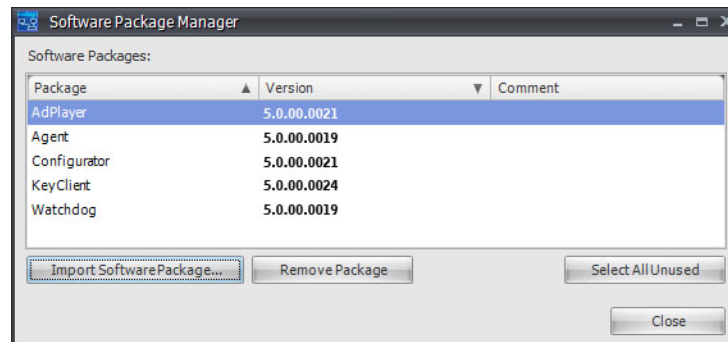 Software Package Manager
Software Packages:
Package Version Comment
AdPlayer 5.0.00.0021
Agent 5.0.00.0019
Configurator 5.0.00.0021
KeyClient 5.0.00.0024
Watchdog 5.0.00.0019
Import Software Package... Remove Package Select All Unused
Close